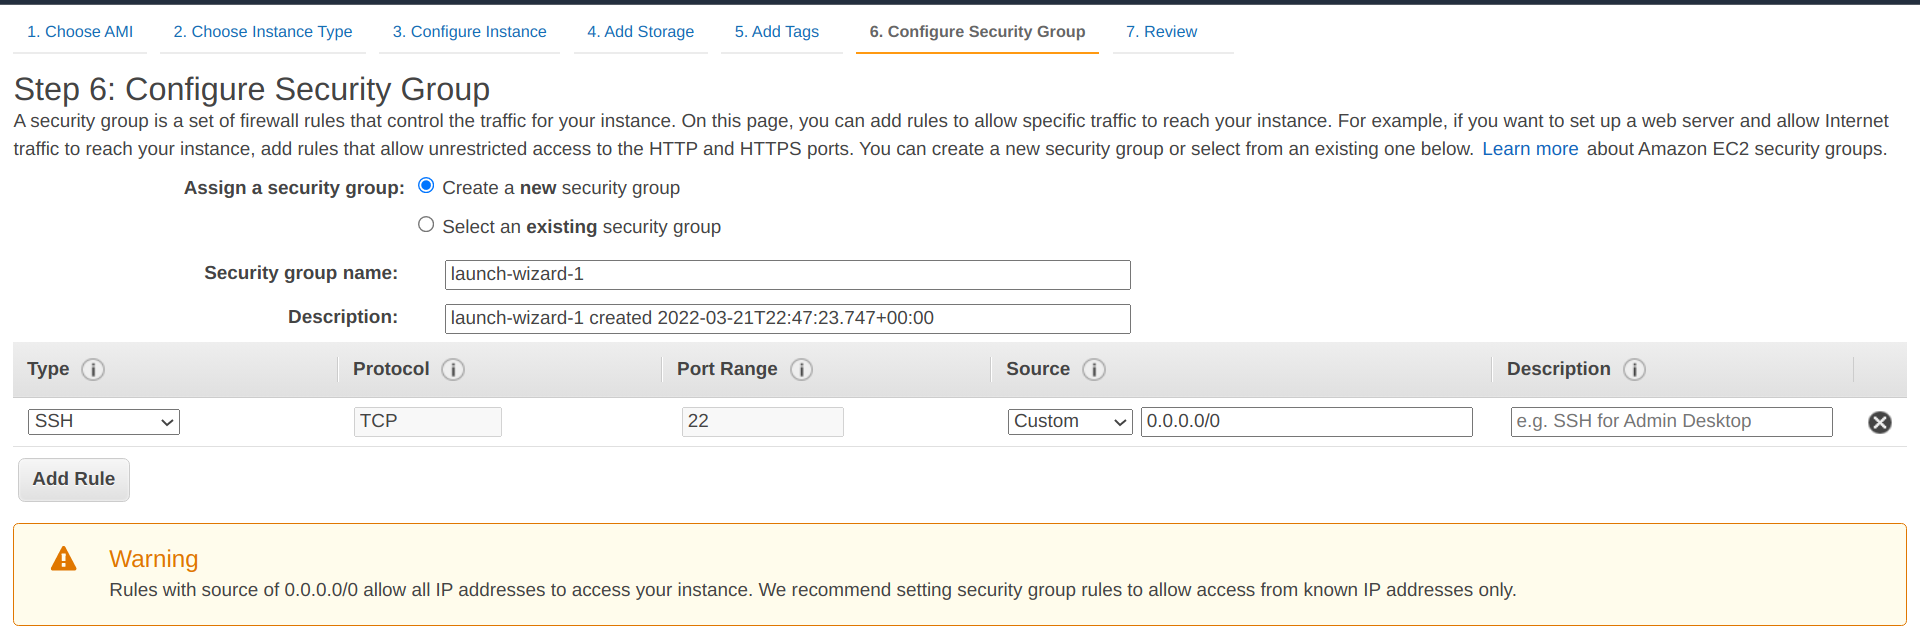 1. Choose AMI 2. Choose Instance Type 3. Configure Instance 4. Add Storage 5. Add Tags 6. Configure Security Group 7. Review
Step 6: Configure Security Group
A security group is a set of firewall rules that control the traffic for your instance. On this page, you can add rules to allow specific traffic to reach your instance. For example, if you want to set up a web server and allow Internet
traffic to reach your instance, add rules that allow unrestricted access to the HTTP and HTTPS ports. You can create a new security group or select from an existing one below. Learn more about Amazon EC2 security groups.
Assign a security group: Create a new security group
Select an existing security group
Security group name: launch-wizard-1
Description: launch-wizard-1 created 2022-03-21T22:47:23.747+00:00
Type Protocol Port Range Source Description
SSH TCP 22 Custom 0.0.0.0/0 e.g. SSH for Admin Desktop
Add Rule
Warning
Rules with source of 0.0.0.0/0 allow all IP addresses to access your instance. We recommend setting security group rules to allow access from known IP addresses only.